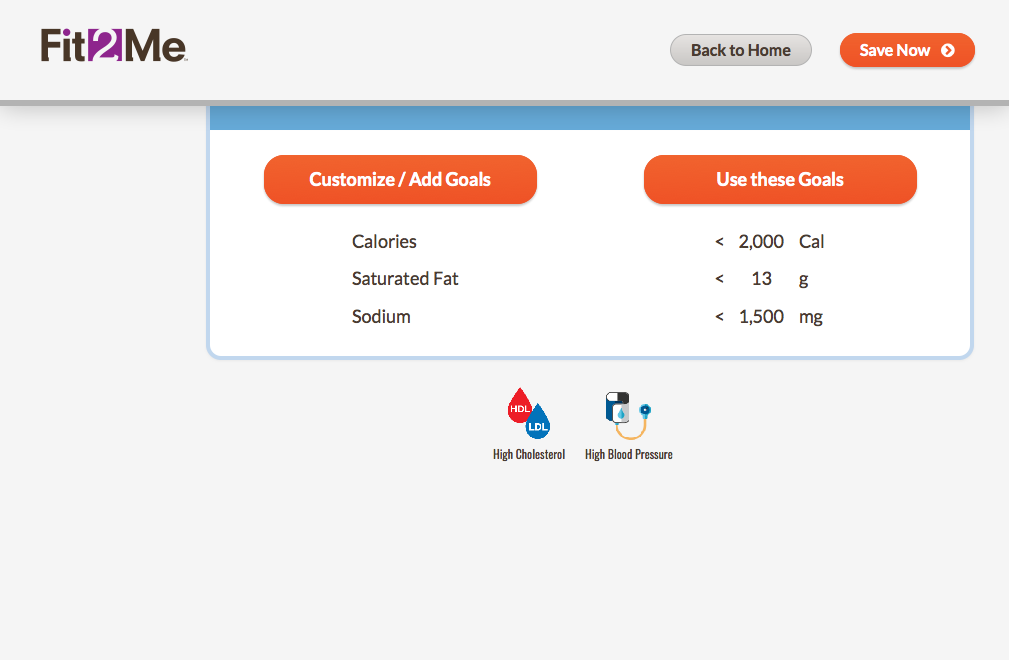 Fit2Me
Back to Home
Save Now
Customize / Add Goals
Use these Goals
Calories < 2,000 Cal
Saturated Fat < 13 g
Sodium < 1,500 mg
HDL
LDL
High Cholesterol
High Blood Pressure